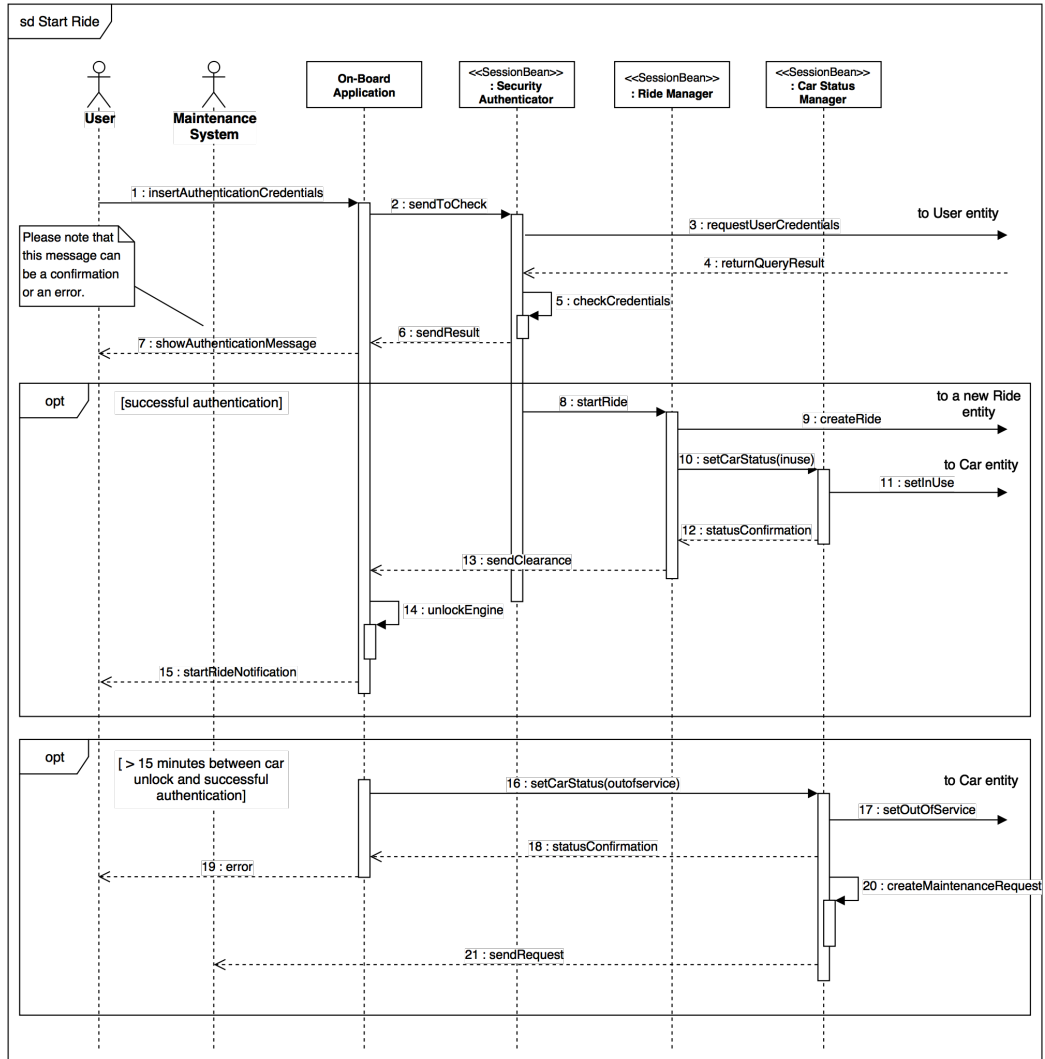 sd Start Ride
User
Maintenance
System
On-Board
Application
<<SessionBean>>
: Security
Authenticator
<<SessionBean>>
: Ride Manager
<<SessionBean>>
: Car Status
Manager
1 : insertAuthenticationCredentials
2 : sendToCheck
to User entity
3 : requestUserCredentials
Please note that
this message can
be a confirmation
or an error.
4 : returnQueryResult
5 : checkCredentials
6 : sendResult
7 : showAuthenticationMessage
opt
[successful authentication]
8 : startRide
to a new Ride
entity
9 : createRide
10 : setCarStatus(inuse)
to Car entity
11 : setInUse
12 : statusConfirmation
13 : sendClearance
14 : unlockEngine
15 : startRideNotification
opt
[ > 15 minutes between car
unlock and successful
authentication]
16 : setCarStatus(outofservice)
to Car entity
17 : setOutOfService
18 : statusConfirmation
19 : error
20 : createMaintenanceRequest
21 : sendRequest